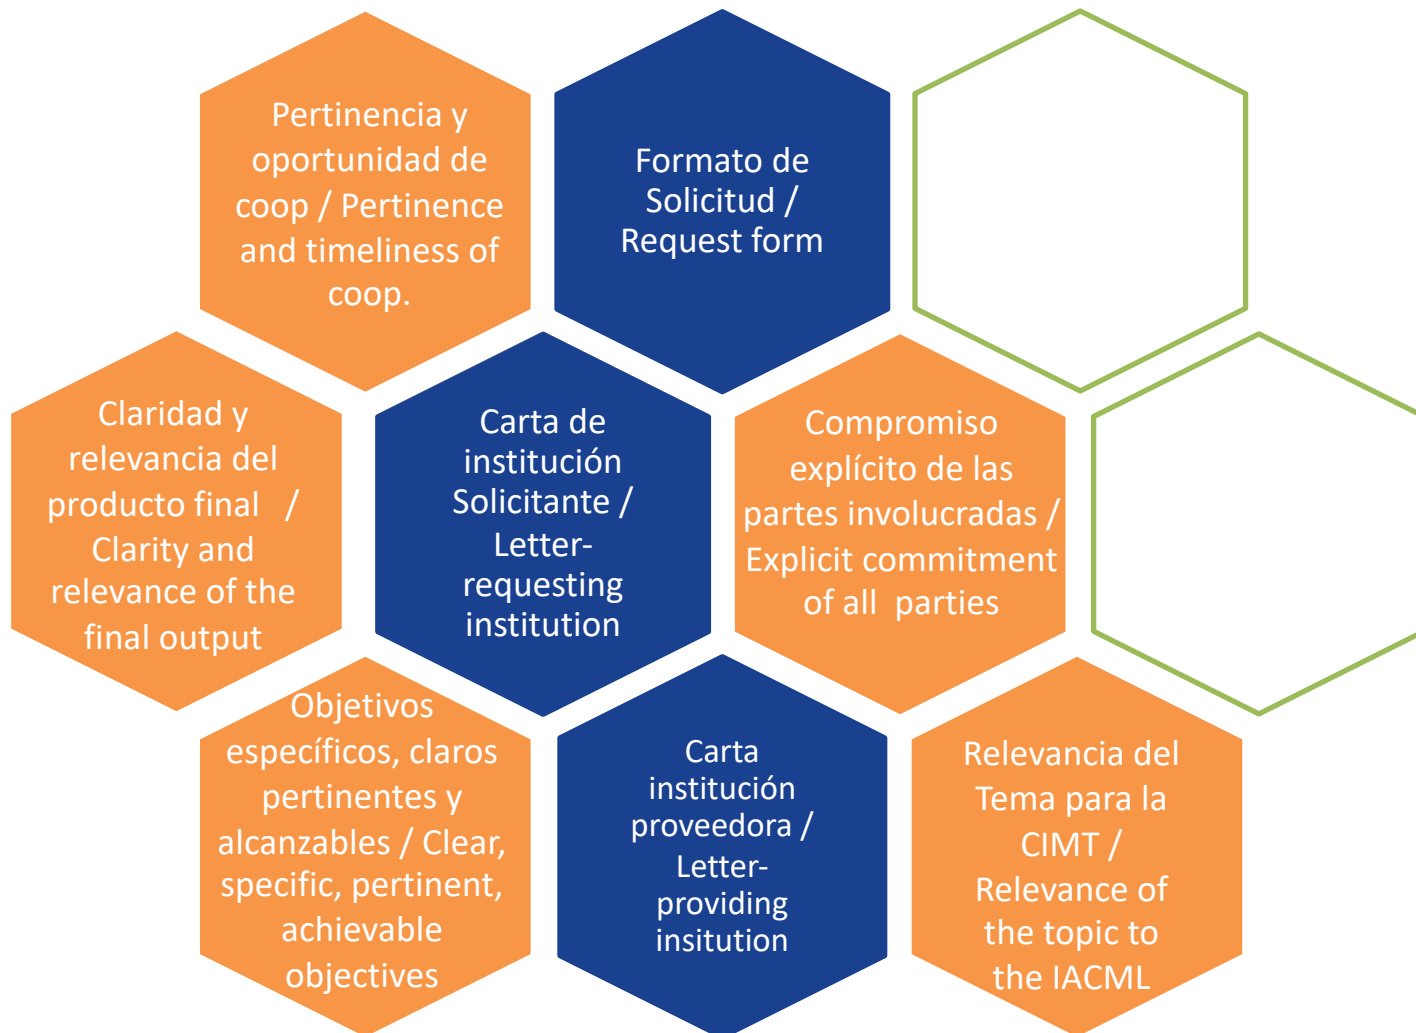 Pertinencia y
oportunidad de
coop / Pertinence
and timeliness of
coop.
Formato de
Solicitud /
Request form
Claridad y
relevancia del
producto final /
Clarity and
relevance of the
final output
Carta de
institución
Solicitante /
Letter-
requesting
institution
Compromiso
explícito de las
partes involucradas /
Explicit commitment
of all parties
Objetivos
específicos, claros
pertinentes y
alcanzables / Clear,
specific, pertinent,
achievable
objectives
Carta
institución
proveedora /
Letter-
providing
insitution
Relevancia del
Tema para la
CIMT /
Relevance of
the topic to
the IACML